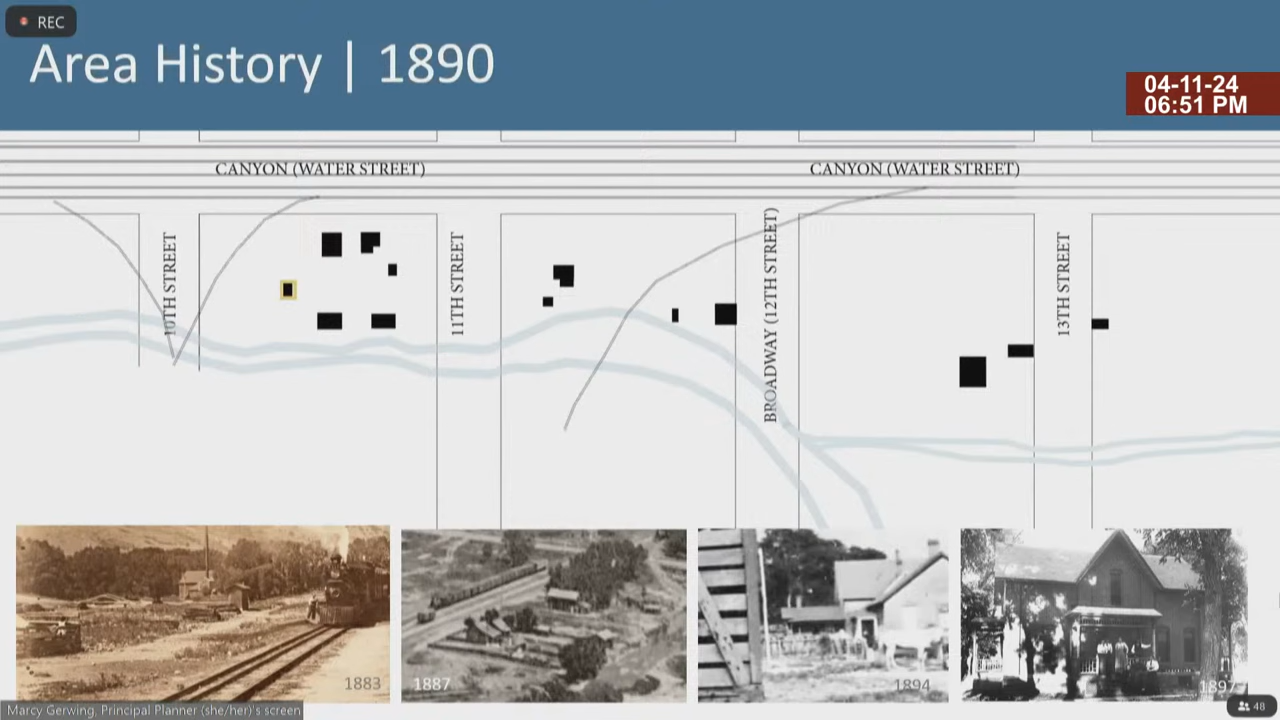 REC
Area History | 1890
04-11-24
06:51 PM
CANYON (WATER STREET)
CANYON (WATER STREET)
10TH STREET
11TH STREET
BROADWAY (12TH STREET)
13TH STREET
1883
1887
1894
1897
Marcy Gerwing, Principal Planner (she/her)'s screen
48